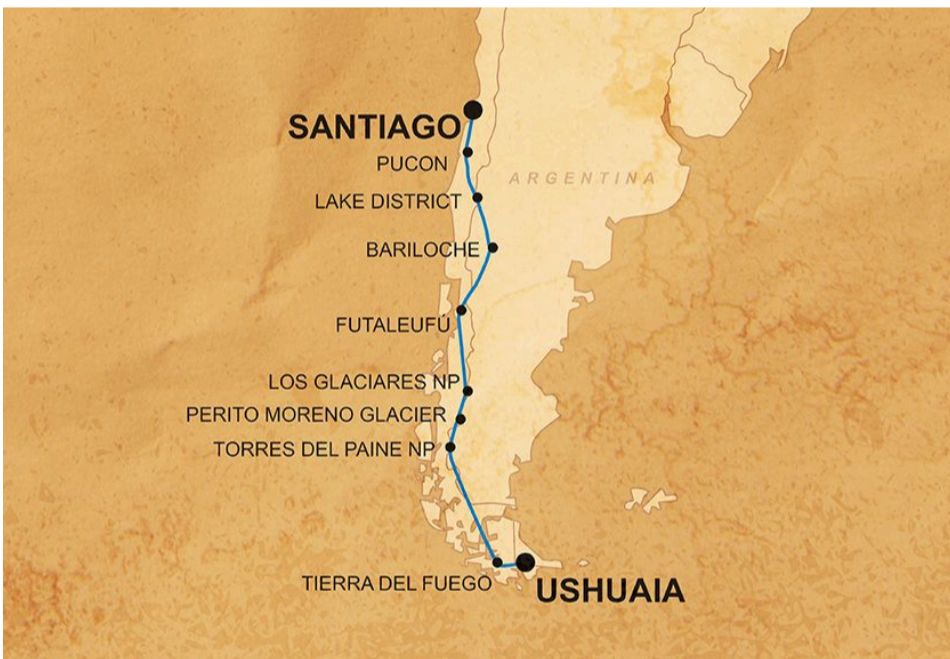 SANTIAGO
PUCON
ARGENTINA
LAKE DISTRICT
BARILOCHE
FUTALEUFÚ
LOS GLACIARES NP
PERITO MORENO GLACIER
TORRES DEL PAINE NP
TIERRA DEL FUEGO
USHUAIA